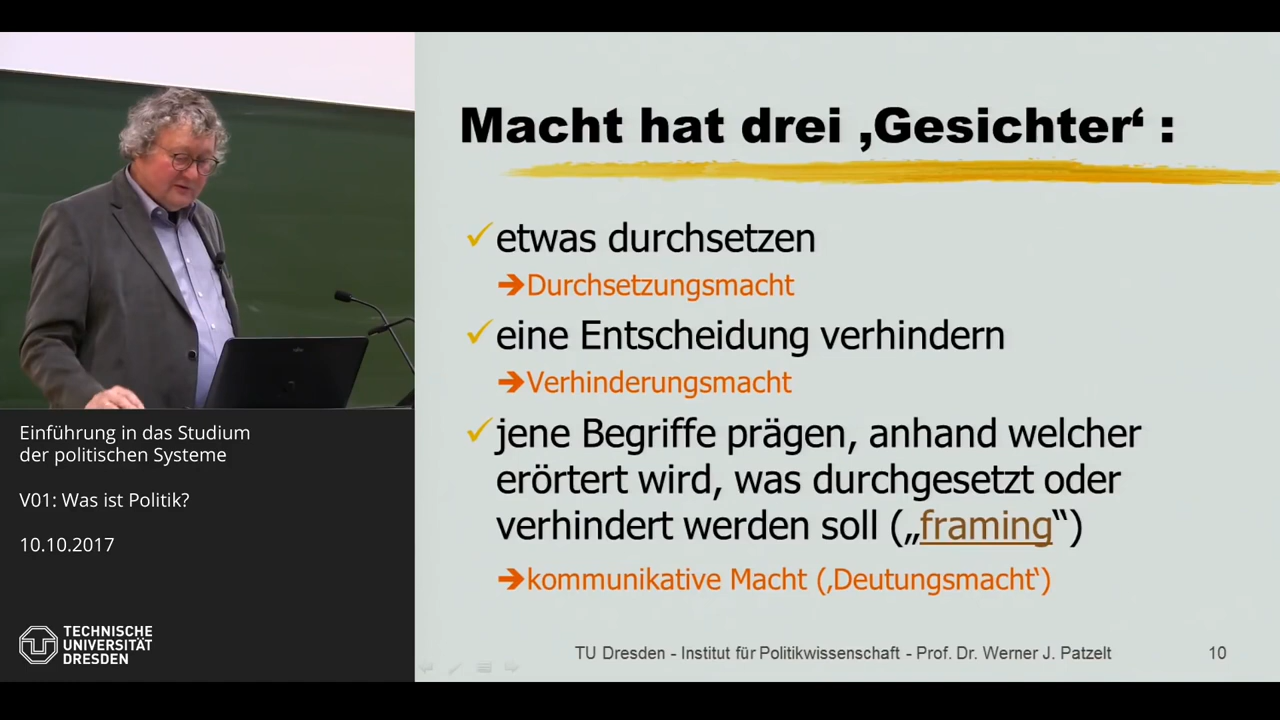 Macht hat drei ‚Gesichter‘ :
✓etwas durchsetzen
➔Durchsetzungsmacht
✓eine Entscheidung verhindern
➔Verhinderungsmacht
✓jene Begriffe prägen, anhand welcher
erörtert wird, was durchgesetzt oder
verhindert werden soll („framing“)
➔kommunikative Macht (‚Deutungsmacht‘)
TU Dresden - Institut für Politikwissenschaft - Prof. Dr. Werner J. Patzelt
10
Einführung in das Studium
der politischen Systeme
V01: Was ist Politik?
10.10.2017
TECHNISCHE
UNIVERSITÄT
DRESDEN